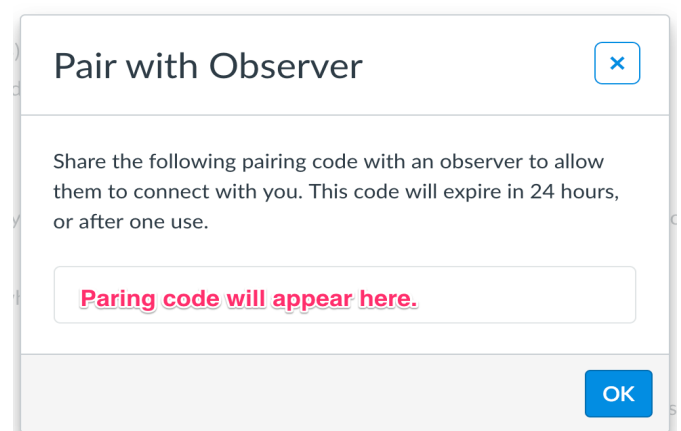 Pair with Observer
Share the following pairing code with an observer to allow
them to connect with you. This code will expire in 24 hours,
or after one use.
Paring code will appear here.
OK